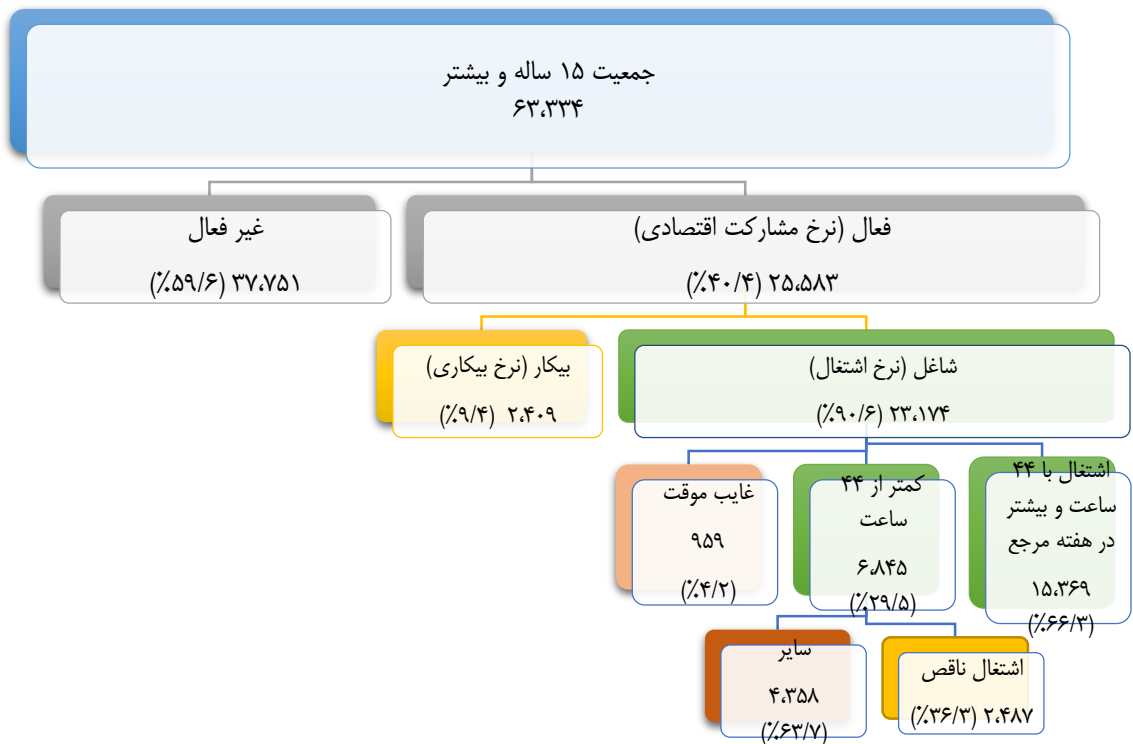 جمعیت ۱۵ ساله و بیشتر
۶۳،۳۳۴
فعال (نرخ مشارکت اقتصادی)
۲۵،۵۸۳ (۴۰/۴٪)
غیر فعال
۳۷،۷۵۱ (۵۹/۶٪)
شاغل (نرخ اشتغال)
۲۳،۱۷۴ (۹۰/۶٪)
بیکار (نرخ بیکاری)
۲،۴۰۹ (۹/۴٪)
اشتغال با ۴۴
ساعت و بیشتر
در هفته مرجع
۱۵،۳۶۹
(۶۶/۳٪)
کمتر از ۴۴
ساعت
۶،۸۴۵
(۲۹/۵٪)
غایب موقت
۹۵۹
(۴/۲٪)
اشتغال ناقص
۲،۴۸۷ (۳۶/۳٪)
سایر
۴،۳۵۸
(۶۳/۷٪)